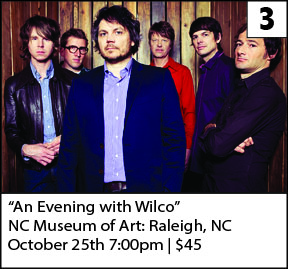 3
“An Evening with Wilco”
NC Museum of Art: Raleigh, NC
October 25th 7:00pm | $45